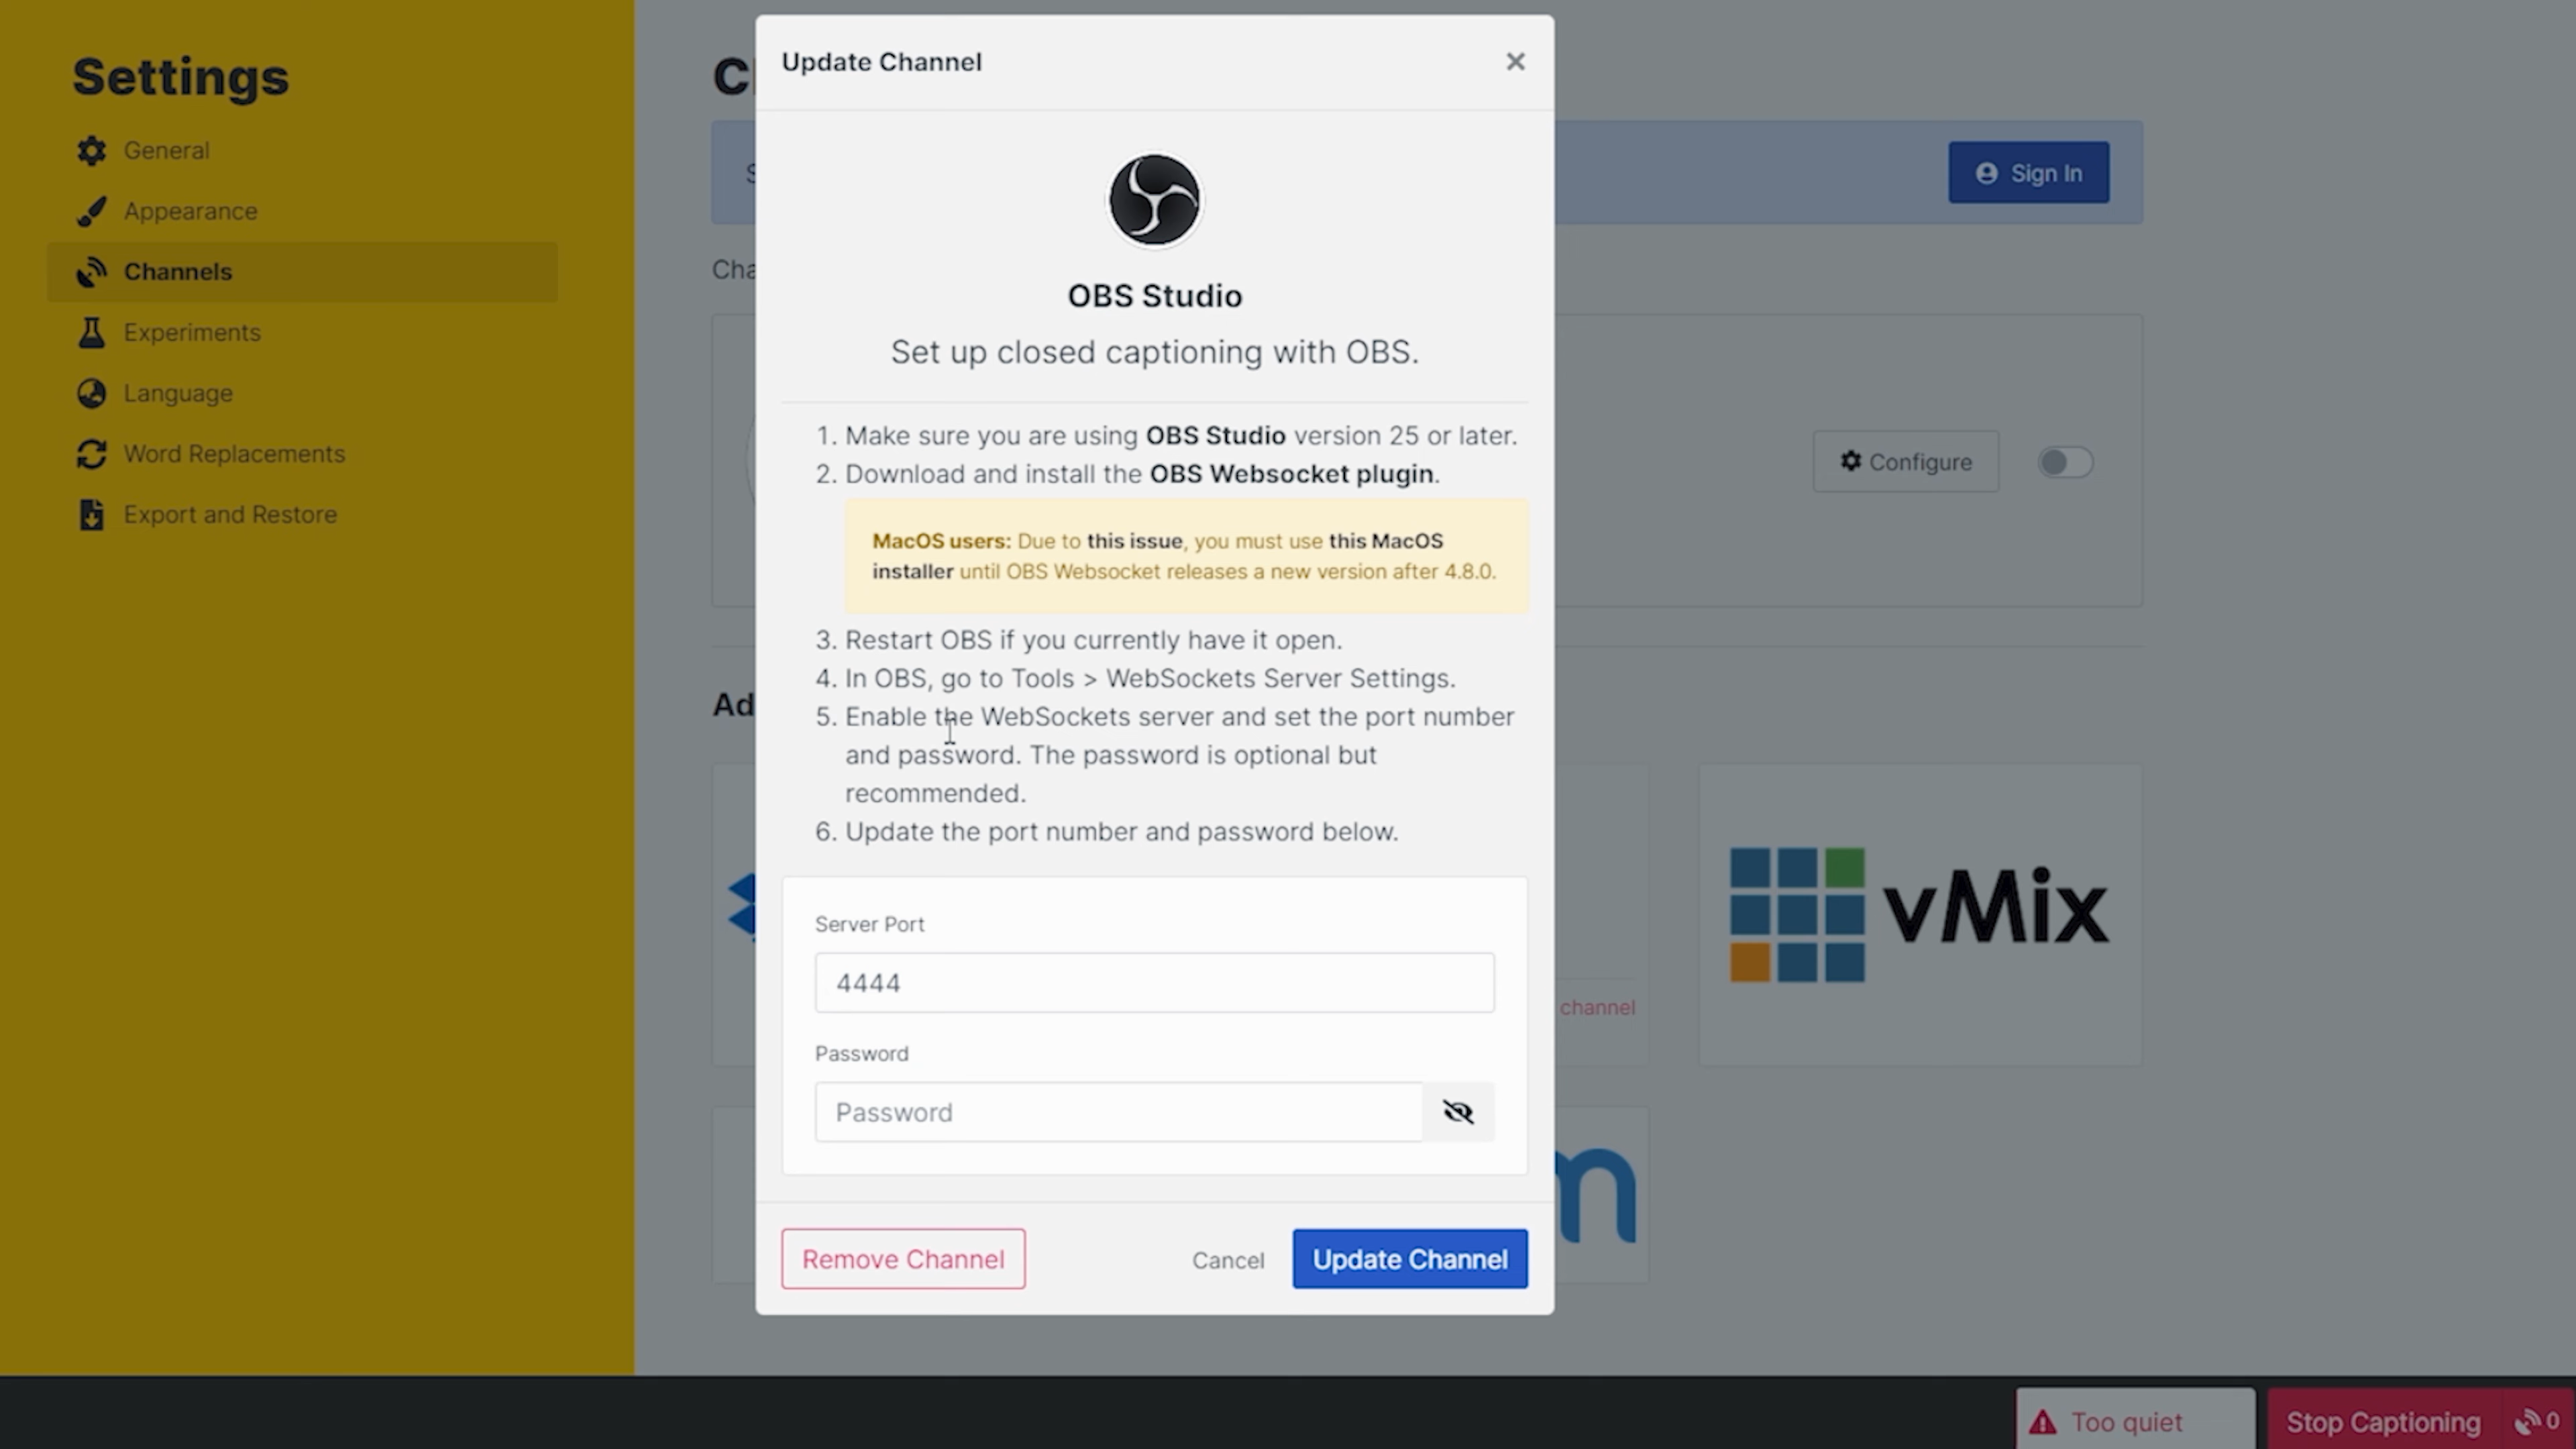 Settings
General
Appearance
Channels
Experiments
Language
Word Replacements
Export and Restore
Sign In
Cha
Configure
Ad
vMix
channel
m
Update Channel
OBS Studio
Set up closed captioning with OBS.
1. Make sure you are using OBS Studio version 25 or later.
2. Download and install the OBS Websocket plugin.
MacOS users: Due to this issue, you must use this MacOS
installer until OBS Websocket releases a new version after 4.8.0.
3. Restart OBS if you currently have it open.
4. In OBS, go to Tools > WebSockets Server Settings.
5. Enable the WebSockets server and set the port number
and password. The password is optional but
recommended.
6. Update the port number and password below.
Server Port
4444
Password
Password
Remove Channel
Cancel
Update Channel
Too quiet
Stop Captioning
0